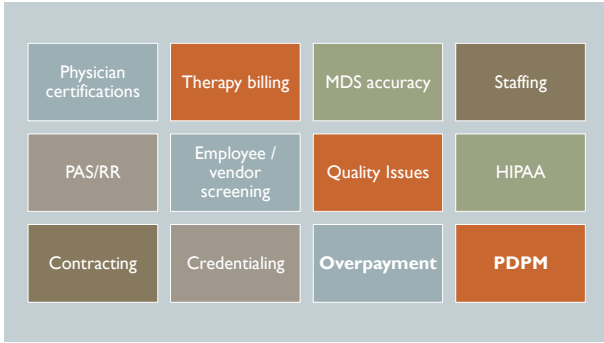 Physician
certifications
Therapy billing
MDS accuracy
Staffing
PAS/RR
Employee /
vendor
screening
Quality Issues
HIPAA
Contracting
Credentialing
Overpayment
PDPM